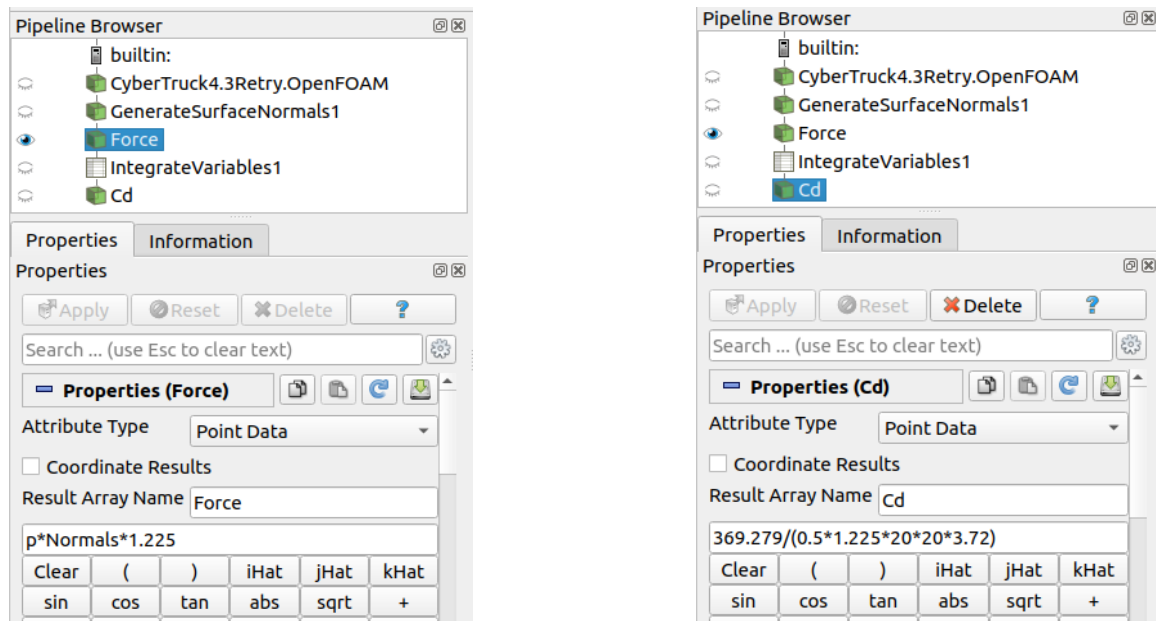 Pipeline Browser
builtin:
CyberTruck4.3Retry.OpenFOAM
GenerateSurfaceNormals1
Force
IntegrateVariables1
Cd
Properties Information
Properties
Apply Reset Delete ?
Search ... (use Esc to clear text)
Properties (Force)
Attribute Type Point Data
Coordinate Results
Result Array Name Force
p*Normals*1.225
Clear ( ) iHat jHat kHat
sin cos tan abs sqrt +
Pipeline Browser
builtin:
CyberTruck4.3Retry.OpenFOAM
GenerateSurfaceNormals1
Force
IntegrateVariables1
Cd
Properties Information
Properties
Apply Reset Delete ?
Search ... (use Esc to clear text)
Properties (Cd)
Attribute Type Point Data
Coordinate Results
Result Array Name Cd
369.279/(0.5*1.225*20*20*3.72)
Clear ( ) iHat jHat kHat
sin cos tan abs sqrt +